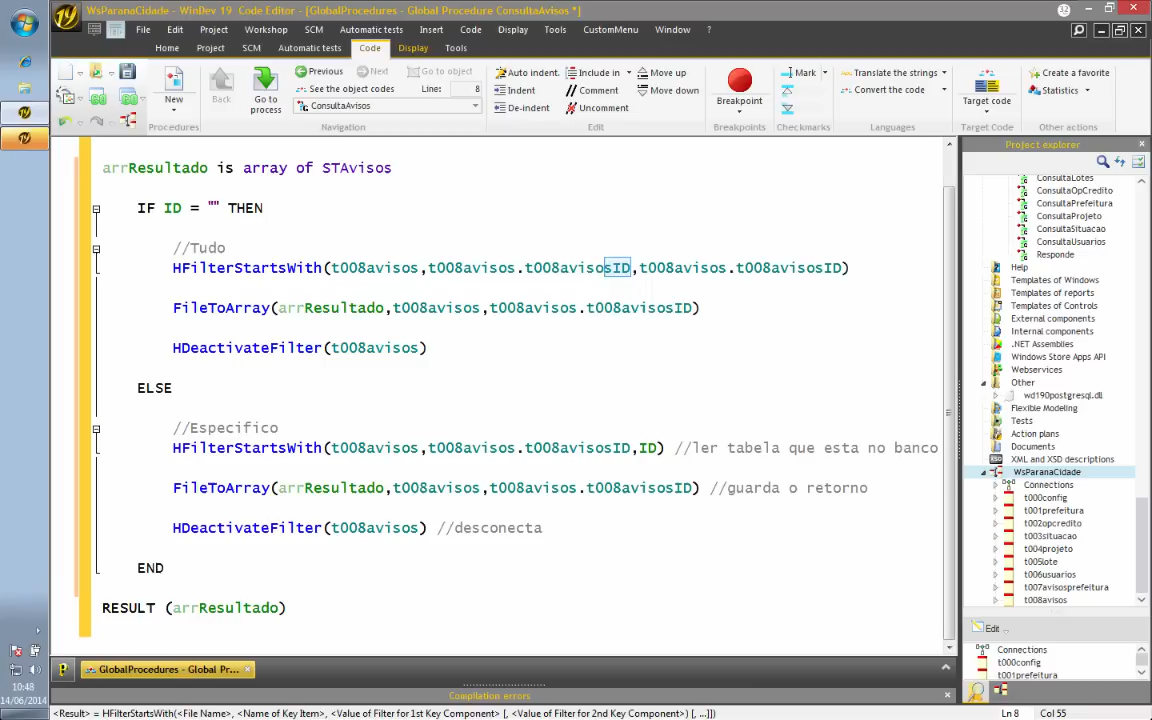 WsParanaCidade - WinDev 19 Code Editor - [GlobalProcedures - Global Procedure ConsultaAvisos *]
32
File Project Workshop SCM Automatic tests Insert Code Display Tools CustomMenu Window ?
Home Project SCM Automatic tests Code Display Tools
New
Procedures
Back
Go to process
Previous Next Go to object
See the object codes Line: 8
ConsultaAvisos
Navigation
Auto indent. Include in Move up
Indent Comment Move down
De-indent Uncomment
Edit
Breakpoint
Breakpoints
Mark
Checkmarks
Translate the strings
Convert the code
Languages
Target code
Target Code
Create a favorite
Statistics
Other actions
arrResultado is array of STAvisos
IF ID = "" THEN
//Tudo
HFilterStartsWith(t008avisos,t008avisos.t008avisosID,t008avisos.t008avisosID)
FileToArray(arrResultado,t008avisos,t008avisos.t008avisosID)
HDeactivateFilter(t008avisos)
ELSE
//Especifico
HFilterStartsWith(t008avisos,t008avisos.t008avisosID,ID) //ler tabela que esta no banco
FileToArray(arrResultado,t008avisos,t008avisos.t008avisosID) //guarda o retorno
HDeactivateFilter(t008avisos) //desconecta
END
RESULT (arrResultado)
Project explorer
ConsultaLotes
ConsultaOpCredito
ConsultaPrefeitura
ConsultaProjeto
ConsultaSituacao
ConsultaUsuarios
Responde
Help
Templates of Windows
Templates of reports
Templates of Controls
External components
Internal components
.NET Assemblies
Windows Store Apps API
Webservices
Other
wd190postgresql.dl
Flexible Modeling
Tests
Action plans
Documents
XML and XSD descriptions
WsParanaCidade
Connections
t000config
t001prefeitura
t002opcredito
t003situacao
t004projeto
t005lote
t006usuarios
t007avisosprefeitura
t008avisos
Edit ...
Connections
t000config
t001prefeitura
GlobalProcedures - Global Pr...
Compilation errors
<Result> = HFilterStartsWith(<File Name>, <Name of Key Item>, <Value of Filter for 1st Key Component> [, <Value of Filter for 2nd Key Component>) [, ...]])
Ln 8 Col 55
10:48
14/06/2014